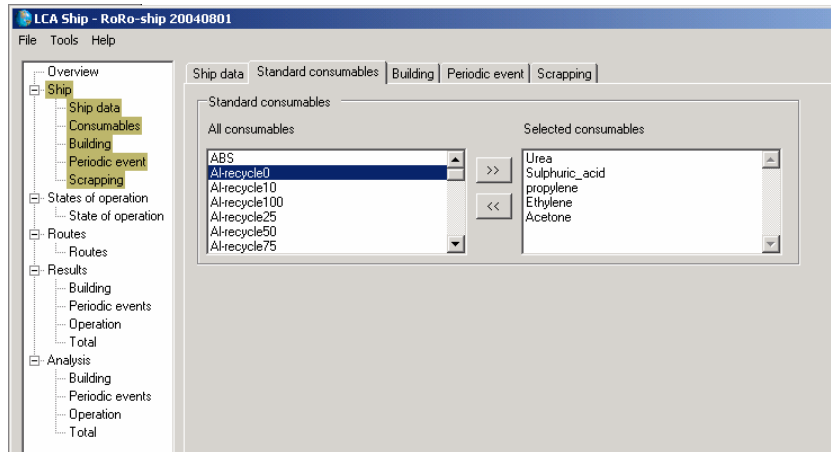 LCA Ship - RoRo-ship 20040801
File Tools Help
Overview
Ship
Ship data
Consumables
Building
Periodic event
Scrapping
States of operation
State of operation
Routes
Routes
Results
Building
Periodic events
Operation
Total
Analysis
Building
Periodic events
Operation
Total
Ship data Standard consumables Building Periodic event Scrapping
Standard consumables
All consumables
ABS
Al-recycle0
Al-recycle10
Al-recycle100
Al-recycle25
Al-recycle50
Al-recycle75
>>
<<
Selected consumables
Urea
Sulphuric_acid
propylene
Ethylene
Acetone